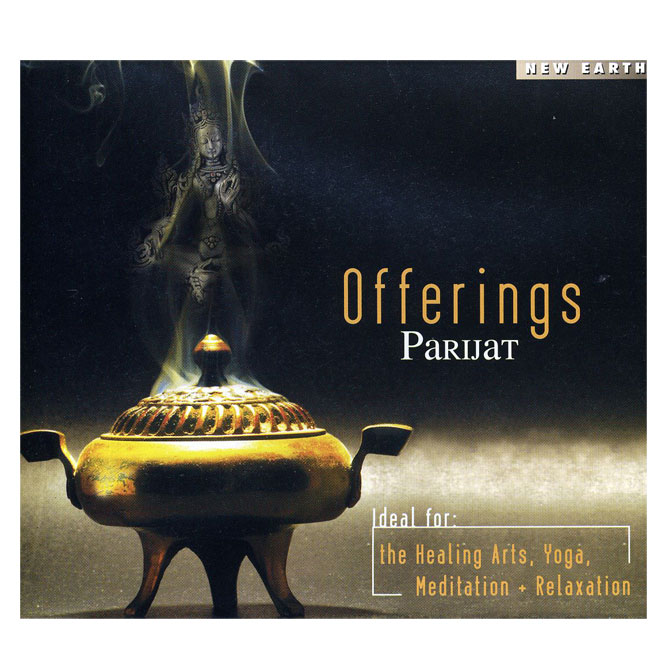 NEW EARTH
Offerings
PARIJAT
Ideal for:
the Healing Arts, Yoga,
Meditation + Relaxation